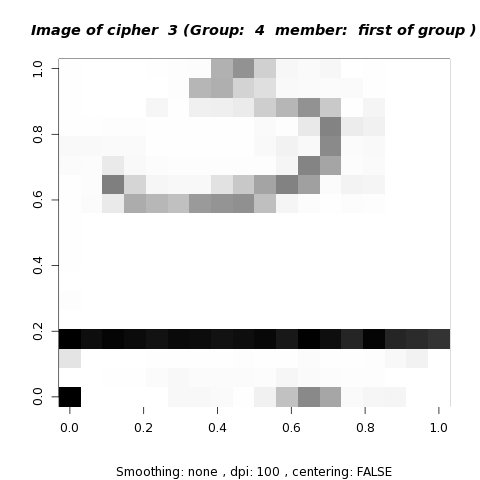 Image of cipher 3 (Group: 4 member: first of group )
1.0
0.8
0.6
0.4
0.2
0.0
0.0 0.2 0.4 0.6 0.8 1.0
Smoothing: none , dpi: 100 , centering: FALSE